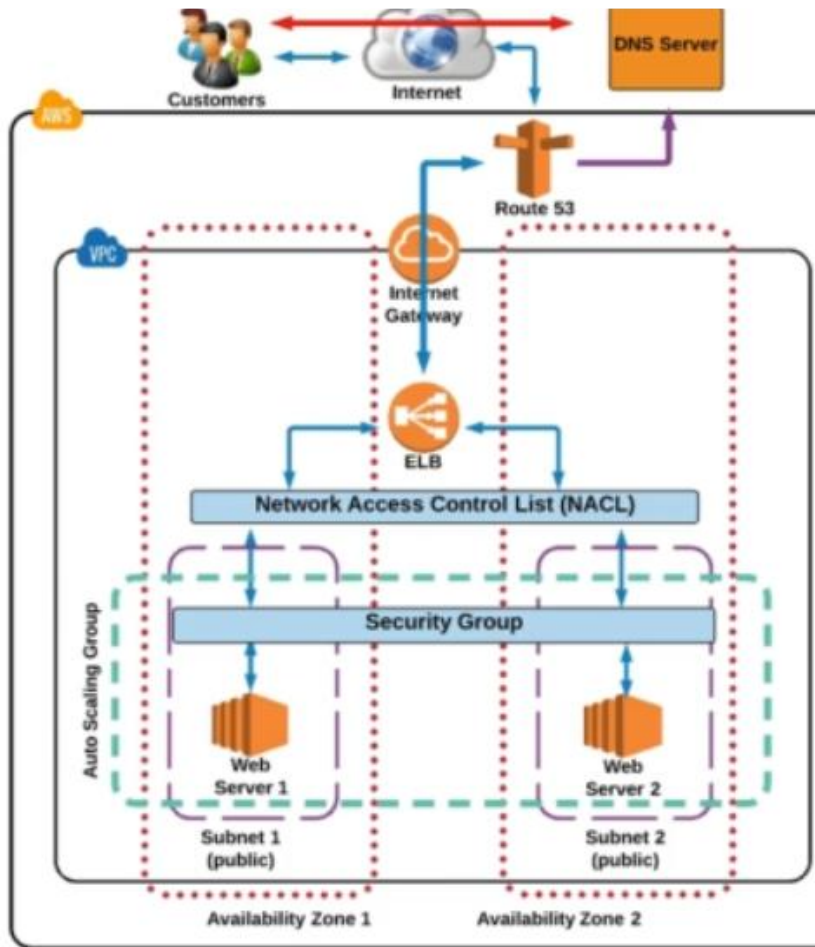 DNS Server
Customers
Internet
AWS
Route 53
VPC
Internet
Gateway
ELB
Network Access Control List (NACL)
Auto Scaling Group
Security Group
Web
Server 1
Web
Server 2
Subnet 1
(public)
Subnet 2
(public)
Availability Zone 1
Availability Zone 2